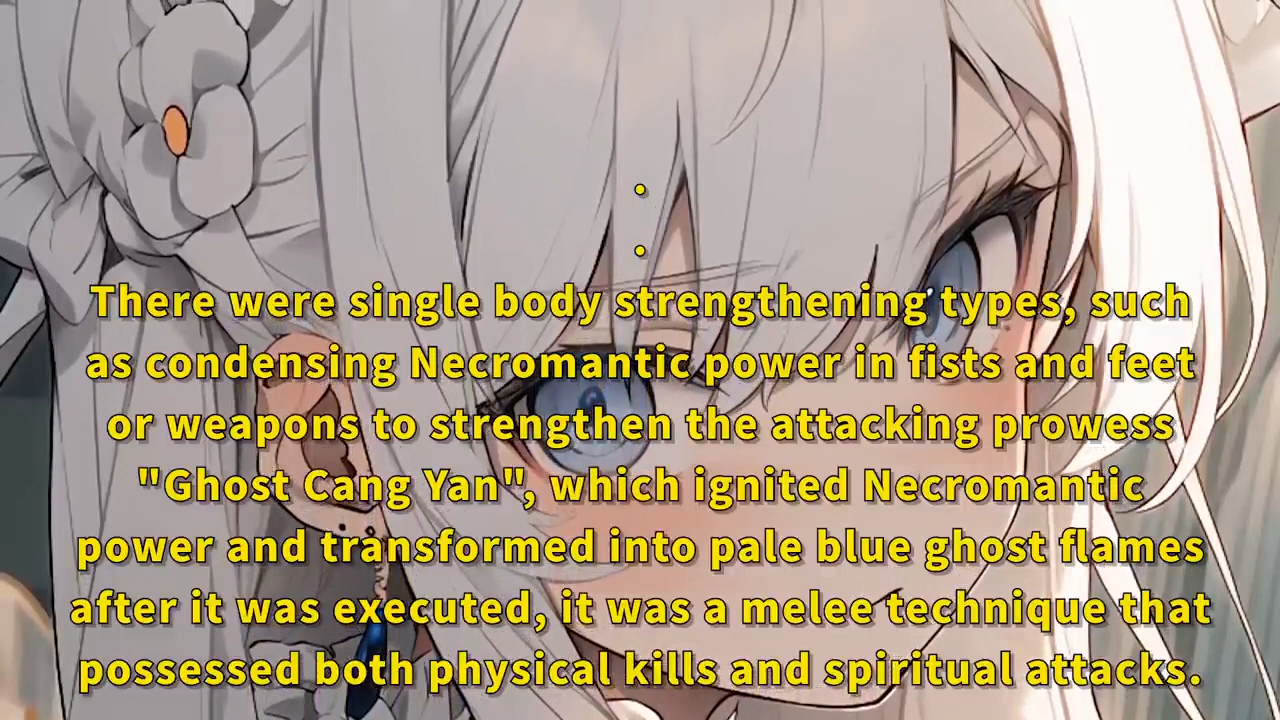 .
.
There were single body strengthening types, such
as condensing Necromantic power in fists and feet
or weapons to strengthen the attacking prowess
"Ghost Cang Yan", which ignited Necromantic
power and transformed into pale blue ghost flames
after it was executed, it was a melee technique that
possessed both physical kills and spiritual attacks.